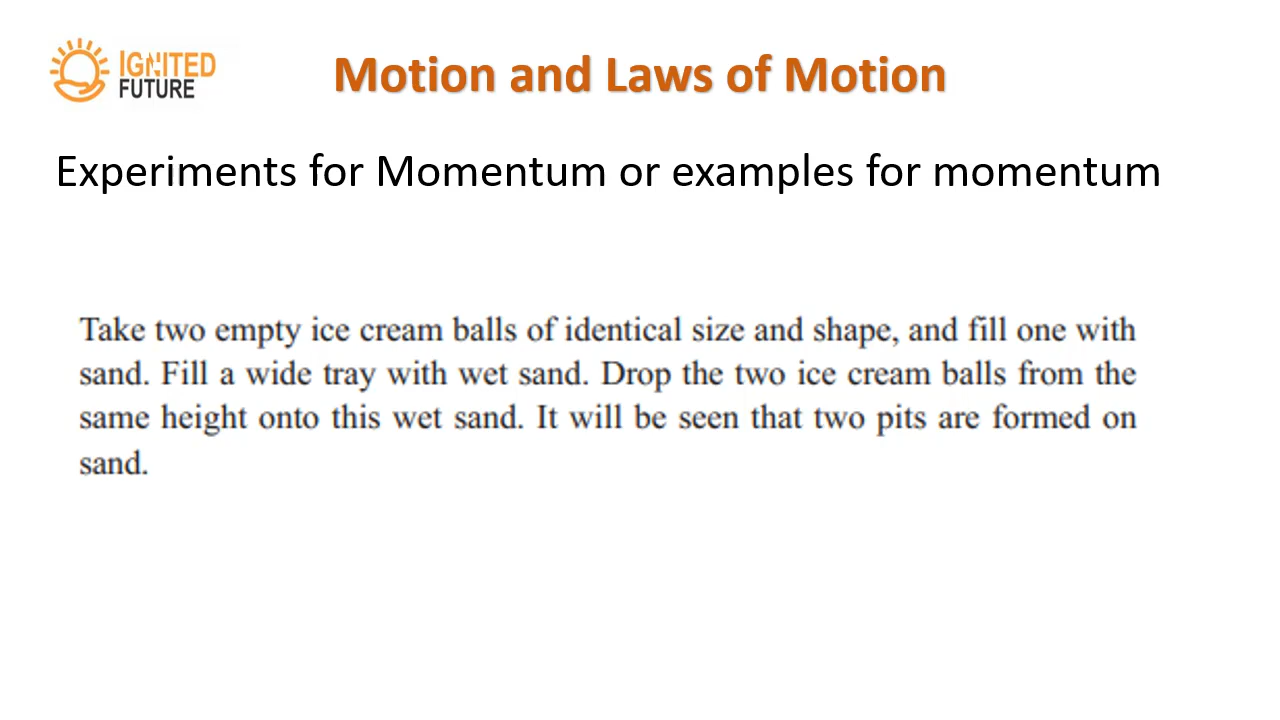 IGNITED
FUTURE
Motion and Laws of Motion
Experiments for Momentum or examples for momentum
Take two empty ice cream balls of identical size and shape, and fill one with
sand. Fill a wide tray with wet sand. Drop the two ice cream balls from the
same height onto this wet sand. It will be seen that two pits are formed on
sand.